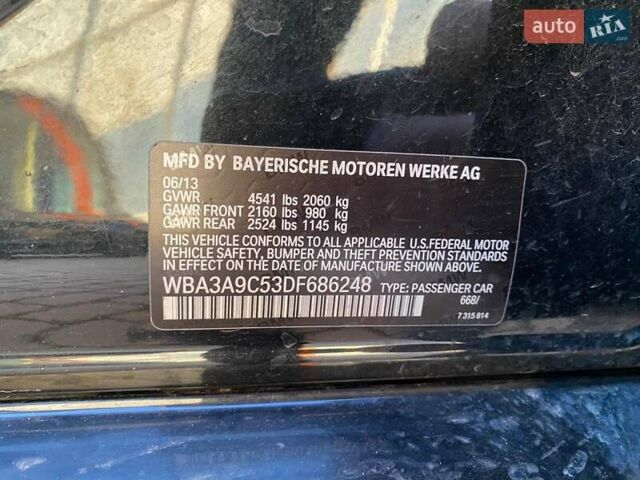 auto RIA
.com
MFD BY BAYERISCHE MOTOREN WERKE AG
06/13
GVWR 4541 lbs 2060 kg
GAWR FRONT 2160 lbs 980 kg
GAWR REAR 2524 lbs 1145 kg
THIS VEHICLE CONFORMS TO ALL APPLICABLE U.S.FEDERAL MOTOR
VEHICLE SAFETY, BUMPER AND THEFT PREVENTION STANDARDS
IN EFFECT ON THE DATE OF MANUFACTURE SHOWN ABOVE.
WBA3A9C53DF686248 TYPE: PASSENGER CAR
668/
7 315 814